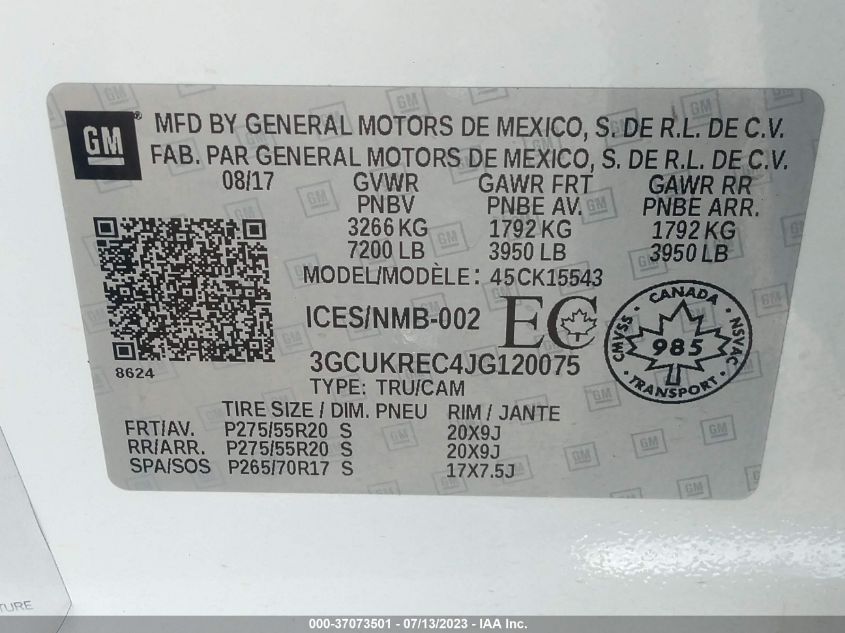 GM
MFD BY GENERAL MOTORS DE MEXICO, S. DE R.L. DE C.V.
FAB. PAR GENERAL MOTORS DE MEXICO, S. DE R.L. DE C.V.
08/17 GVWR GAWR FRT GAWR RR
PNBV PNBE AV. PNBE ARR.
3266 KG 1792 KG 1792 KG
7200 LB 3950 LB 3950 LB
MODEL/MODÈLE: 45CK15543
ICES/NMB-002 EC
CANADA
CMVSS 985 NSVAC
TRANSPORT
3GCUKREC4JG120075
8624
TYPE: TRU/CAM
TIRE SIZE / DIM. PNEU RIM / JANTE
FRT/AV. P275/55R20 S 20X9J
RR/ARR. P275/55R20 S 20X9J
SPA/SOS P265/70R17 S 17X7.5J
TURE
000-37073501 - 07/13/2023 - IAA Inc.